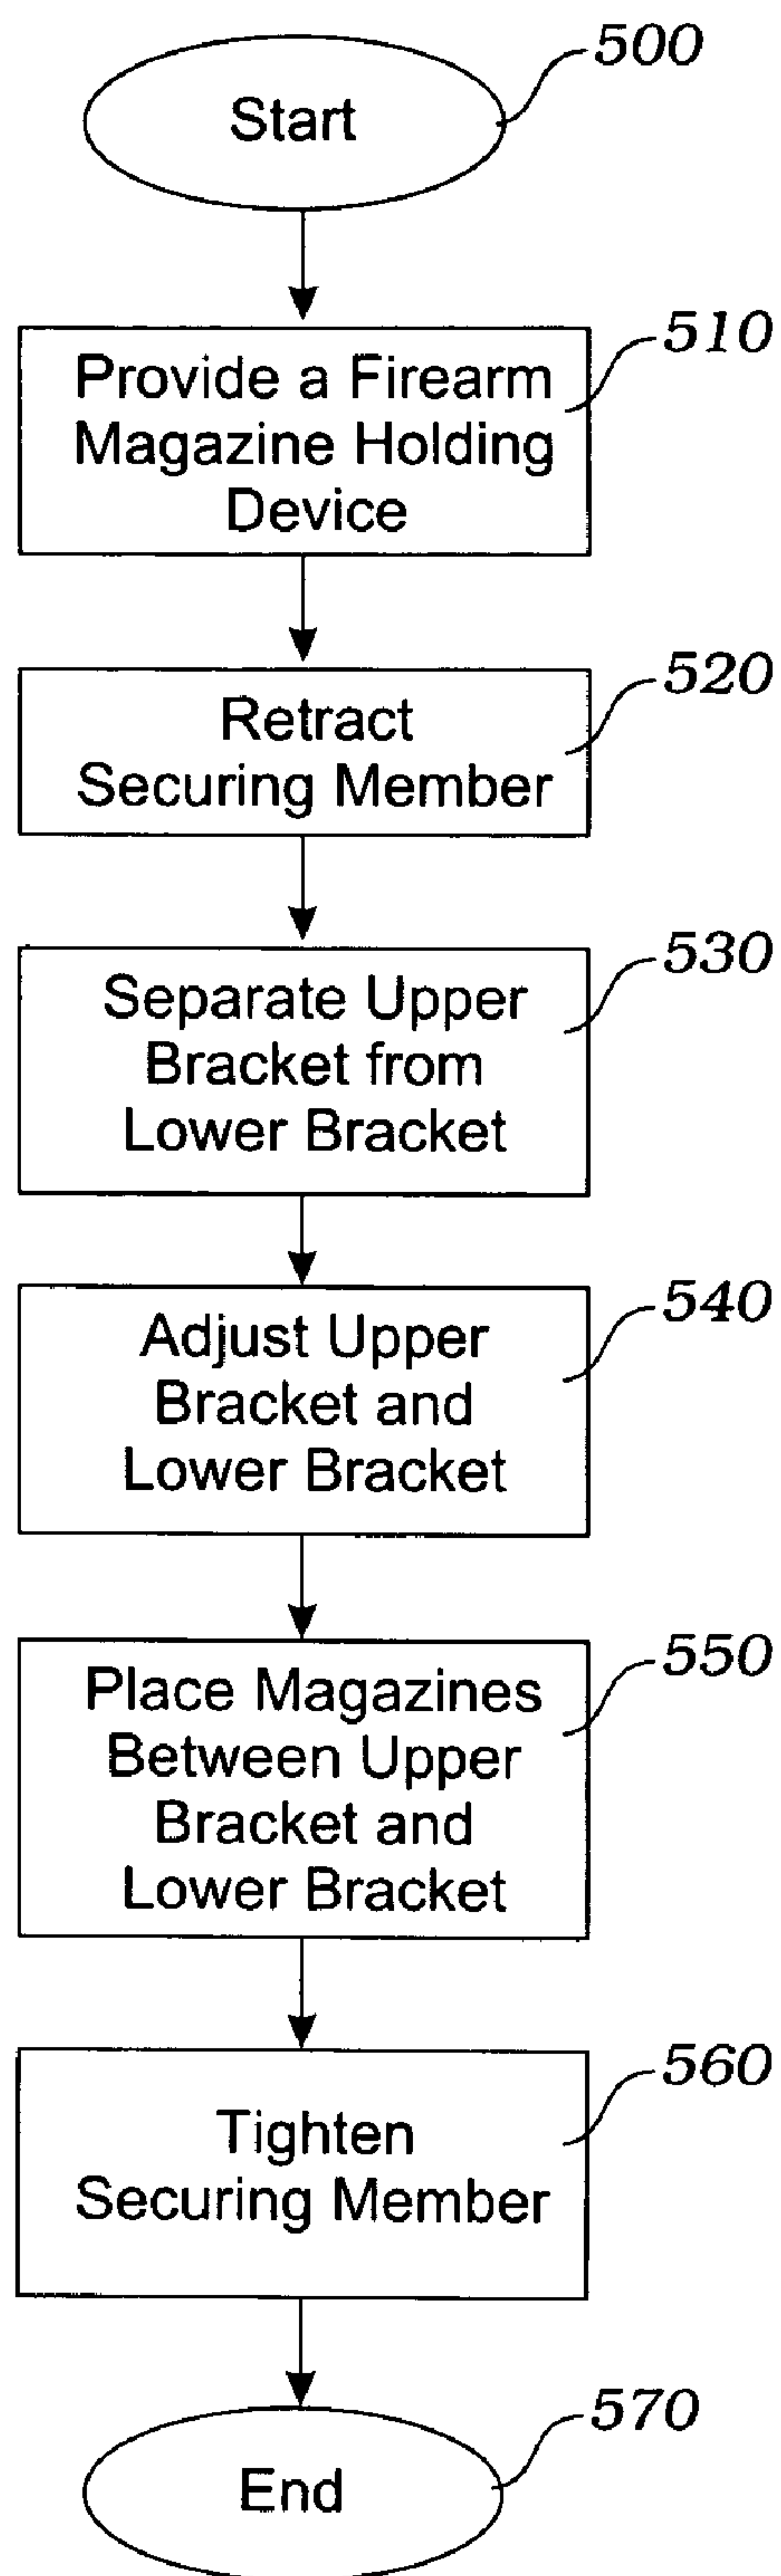 500
Start
510
Provide a Firearm
Magazine Holding
Device
520
Retract
Securing Member
530
Separate Upper
Bracket from
Lower Bracket
540
Adjust Upper
Bracket and
Lower Bracket
550
Place Magazines
Between Upper
Bracket and
Lower Bracket
560
Tighten
Securing Member
570
End